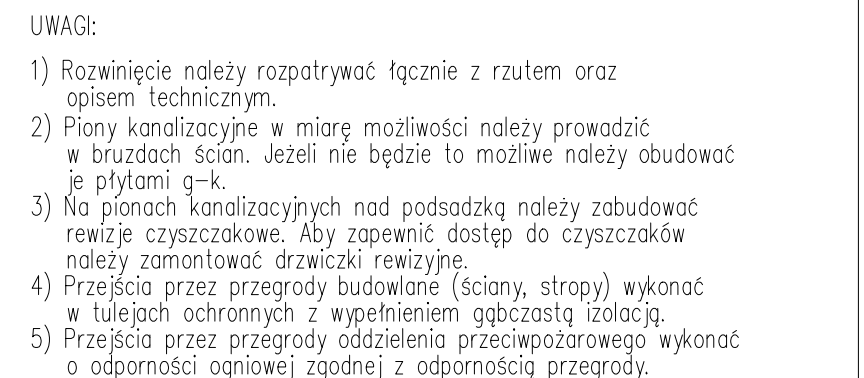 UWAGI:
1) Rozwinięcie należy rozpatrywać łącznie z rzutem oraz
opisem technicznym.
2) Piony kanalizacyjne w miarę możliwości należy prowadzić
w bruzdach ścian. Jeżeli nie będzie to możliwe należy obudować
je płytami g-k.
3) Na pionach kanalizacyjnych nad podsadzką należy zabudować
rewizje czyszczakowe. Aby zapewnić dostęp do czyszczaków
należy zamontować drzwiczki rewizyjne.
4) Przejścia przez przegrody budowlane (ściany, stropy) wykonać
w tulejach ochronnych z wypełnieniem gąbczastą izolacją.
5) Przejścia przez przegrody oddzielenia przeciwpożarowego wykonać
o odporności ogniowej zgodnej z odpornością przegrody.